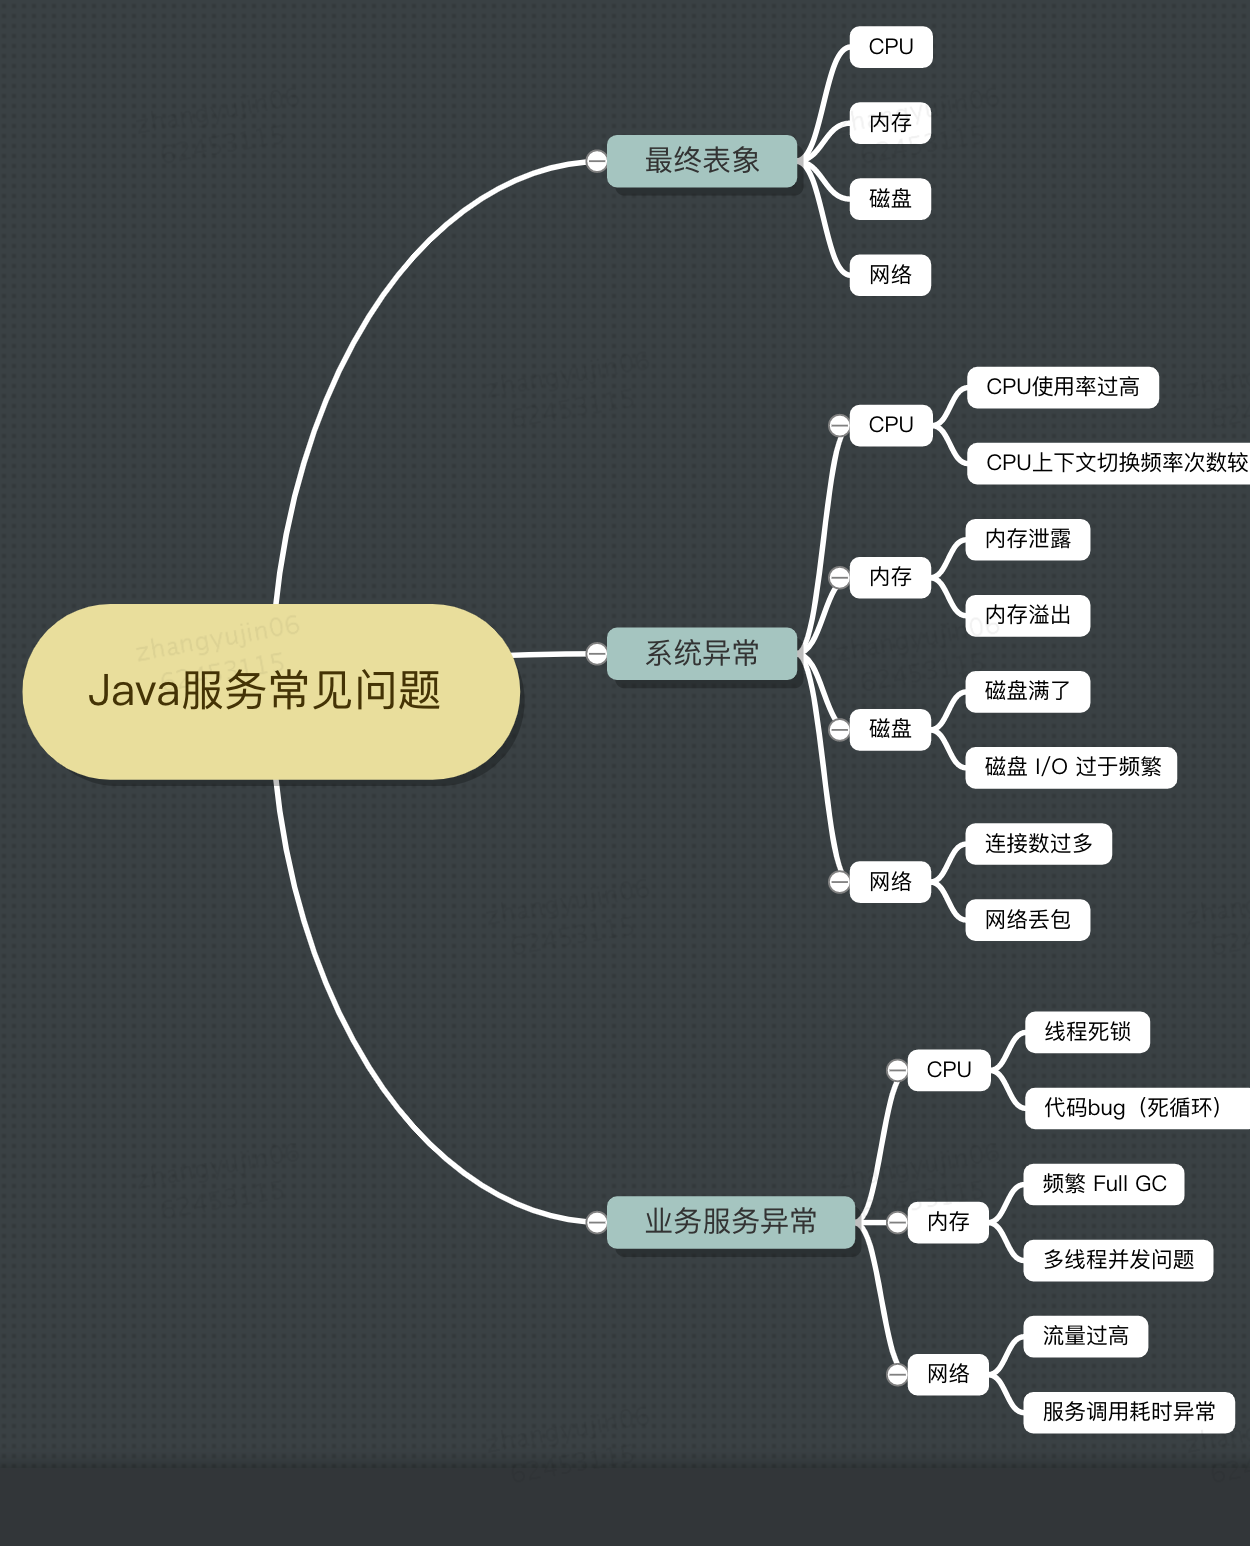 CPU
内存
最终表象
磁盘
网络
CPU使用率过高
CPU
CPU上下文切换频率次数较
内存泄露
内存
内存溢出
zhangyujin06
系统异常
Java服务常见问题
磁盘满了
磁盘
磁盘 I/O 过于频繁
连接数过多
网络
网络丢包
线程死锁
CPU
代码bug（死循环）
频繁 Full GC
业务服务异常
内存
多线程并发问题
流量过高
网络
服务调用耗时异常